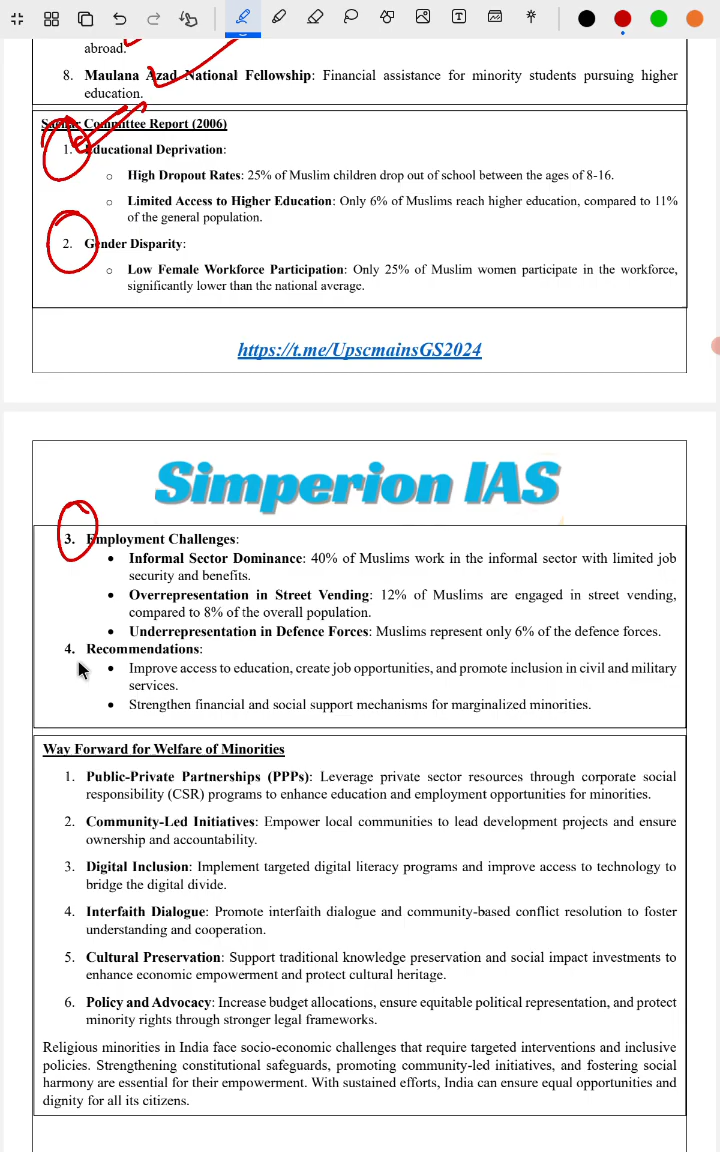 abroad.
8. Maulana Azad National Fellowship: Financial assistance for minority students pursuing higher
education.
Sachar Committee Report (2006)
1. Educational Deprivation:
o High Dropout Rates: 25% of Muslim children drop out of school between the ages of 8-16.
o Limited Access to Higher Education: Only 6% of Muslims reach higher education, compared to 11%
of the general population.
2. Gender Disparity:
o Low Female Workforce Participation: Only 25% of Muslim women participate in the workforce,
significantly lower than the national average.
https://t.me/UpscmainsGS2024
Simperion IAS
3. Employment Challenges:
• Informal Sector Dominance: 40% of Muslims work in the informal sector with limited job
security and benefits.
• Overrepresentation in Street Vending: 12% of Muslims are engaged in street vending,
compared to 8% of the overall population.
• Underrepresentation in Defence Forces: Muslims represent only 6% of the defence forces.
4. Recommendations:
• Improve access to education, create job opportunities, and promote inclusion in civil and military
services.
• Strengthen financial and social support mechanisms for marginalized minorities.
Way Forward for Welfare of Minorities
1. Public-Private Partnerships (PPPs): Leverage private sector resources through corporate social
responsibility (CSR) programs to enhance education and employment opportunities for minorities.
2. Community-Led Initiatives: Empower local communities to lead development projects and ensure
ownership and accountability.
3. Digital Inclusion: Implement targeted digital literacy programs and improve access to technology to
bridge the digital divide.
4. Interfaith Dialogue: Promote interfaith dialogue and community-based conflict resolution to foster
understanding and cooperation.
5. Cultural Preservation: Support traditional knowledge preservation and social impact investments to
enhance economic empowerment and protect cultural heritage.
6. Policy and Advocacy: Increase budget allocations, ensure equitable political representation, and protect
minority rights through stronger legal frameworks.
Religious minorities in India face socio-economic challenges that require targeted interventions and inclusive
policies. Strengthening constitutional safeguards, promoting community-led initiatives, and fostering social
harmony are essential for their empowerment. With sustained efforts, India can ensure equal opportunities and
dignity for all its citizens.